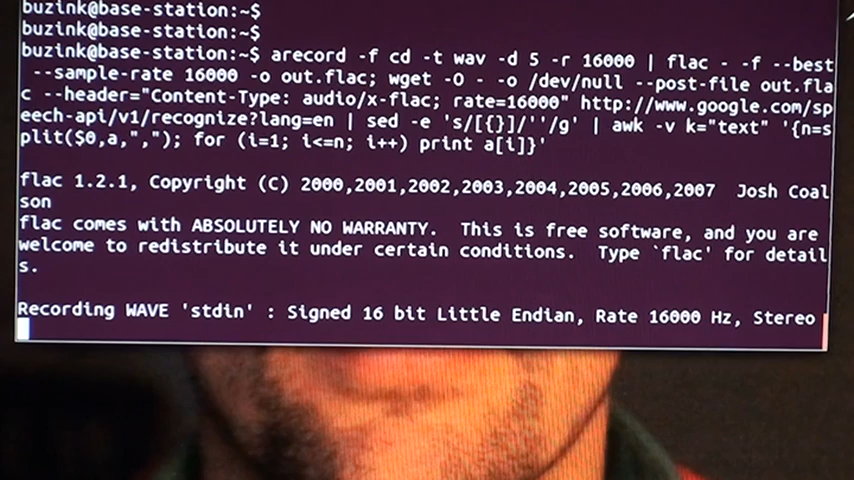 buzink@base-station:~$
buzink@base-station:~$
buzink@base-station:~$ arecord -f cd -t wav -d 5 -r 16000 | flac - -f --best
--sample-rate 16000 -o out.flac; wget -O - -o /dev/null --post-file out.fla
c --header="Content-Type: audio/x-flac; rate=16000" http://www.google.com/sp
eech-api/v1/recognize?lang=en | sed -e 's/[{}]/''/g' | awk -v k="text" '{n=s
plit($0,a,","); for (i=1; i<=n; i++) print a[i]}'
flac 1.2.1, Copyright (C) 2000,2001,2002,2003,2004,2005,2006,2007  Josh Coal
son
flac comes with ABSOLUTELY NO WARRANTY.  This is free software, and you are
welcome to redistribute it under certain conditions.  Type `flac' for detail
s.
Recording WAVE 'stdin' : Signed 16 bit Little Endian, Rate 16000 Hz, Stereo